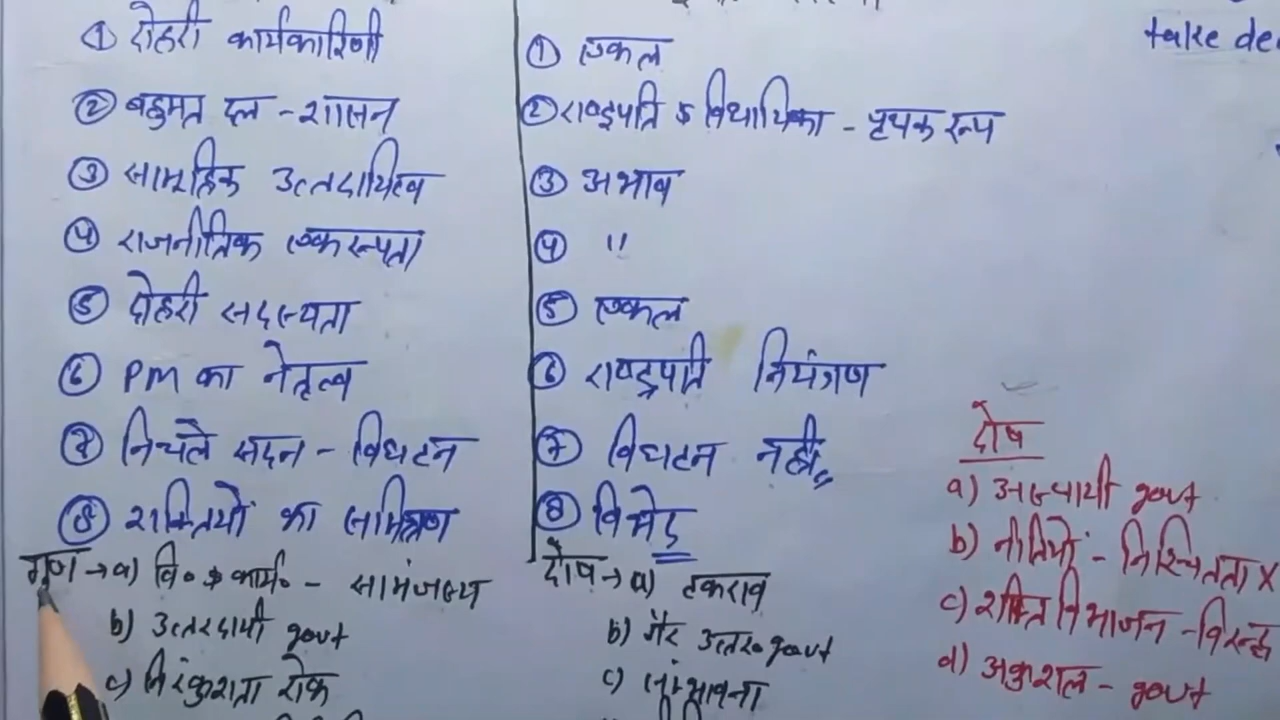 ① दोहरी कार्यकारिणी
② बहुमत दल - शासन
③ सामूहिक उत्तरदायित्व
④ राजनीतिक एकरूपता
⑤ दोहरी सदस्यता
⑥ PM का नेतृत्व
⑦ निचले सदन - विघटन
⑧ शक्तियों का सम्मिश्रण
गुण → a) वि० & कार्य० - सामंजस्य
b) उत्तरदायी govt
c) निरंकुशता रोक
① एकल
② राष्ट्रपति & विधायिका - पृथक रूप
③ अभाव
④ "
⑤ एकल
⑥ राष्ट्रपति नियंत्रण
⑦ विघटन नहीं
⑧ विभेद
दोष → a) टकराव
b) गैर उत्तर० govt
c) संभावना
take de
दोष
a) अस्थायी govt
b) नीतियों - निश्चितता X
c) शक्ति विभाजन - विरुद्ध
d) अकुशल - govt